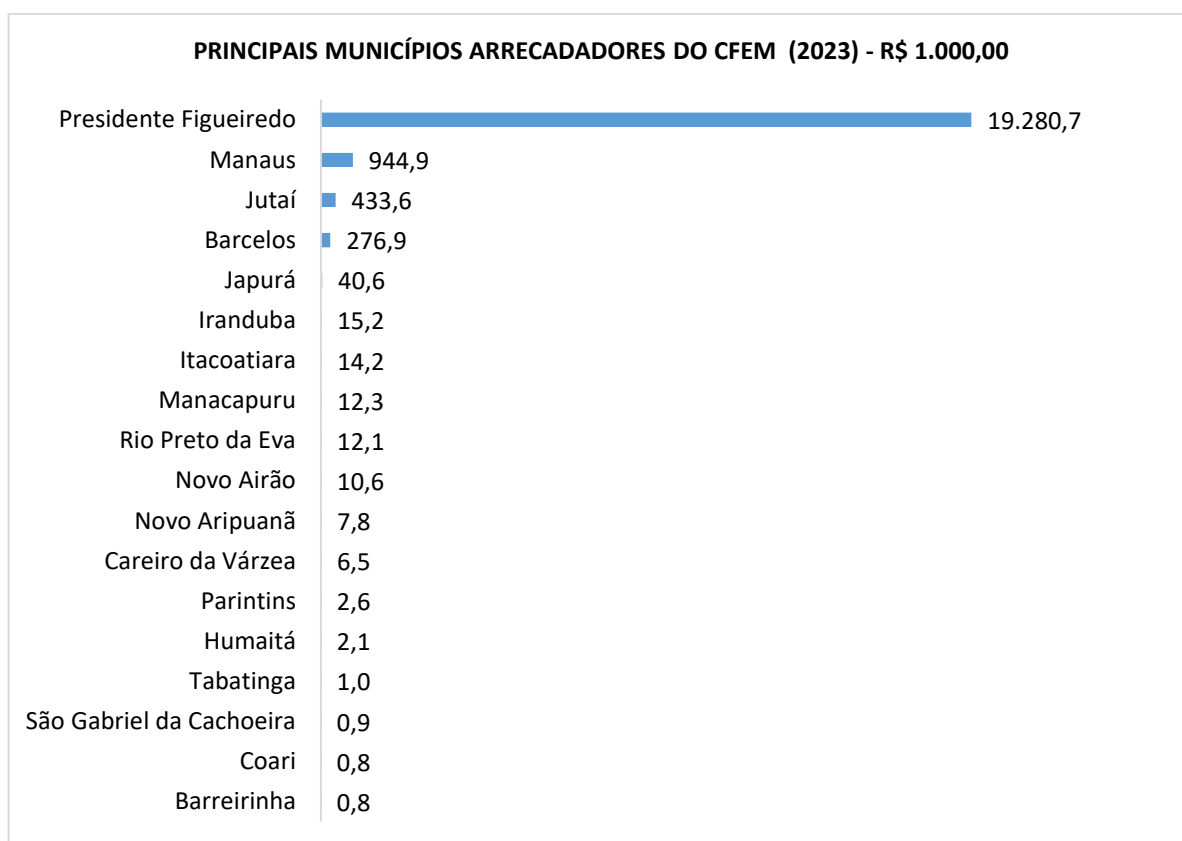 PRINCIPAIS MUNICÍPIOS ARRECADADORES DO CFEM (2023) - R$ 1.000,00
Presidente Figueiredo 19.280,7
Manaus 944,9
Jutaí 433,6
Barcelos 276,9
Japurá 40,6
Iranduba 15,2
Itacoatiara 14,2
Manacapuru 12,3
Rio Preto da Eva 12,1
Novo Airão 10,6
Novo Aripuanã 7,8
Careiro da Várzea 6,5
Parintins 2,6
Humaitá 2,1
Tabatinga 1,0
São Gabriel da Cachoeira 0,9
Coari 0,8
Barreirinha 0,8